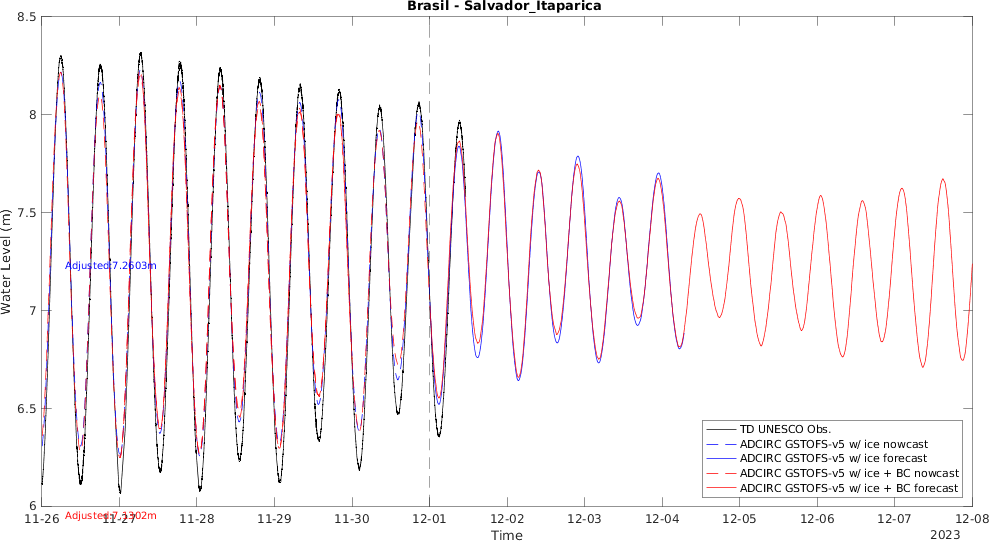 Brasil - Salvador_Itaparica
8.5
8
7.5
7
6.5
6
Water Level (m)
Adjusted:7.2603m
TD UNESCO Obs.
ADCIRC GSTOFS-v5 w/ ice nowcast
ADCIRC GSTOFS-v5 w/ ice forecast
ADCIRC GSTOFS-v5 w/ ice + BC nowcast
ADCIRC GSTOFS-v5 w/ ice + BC forecast
11-26
11-27
11-28
11-29
11-30
12-01
12-02
12-03
12-04
12-05
12-06
12-07
12-08
Time
2023